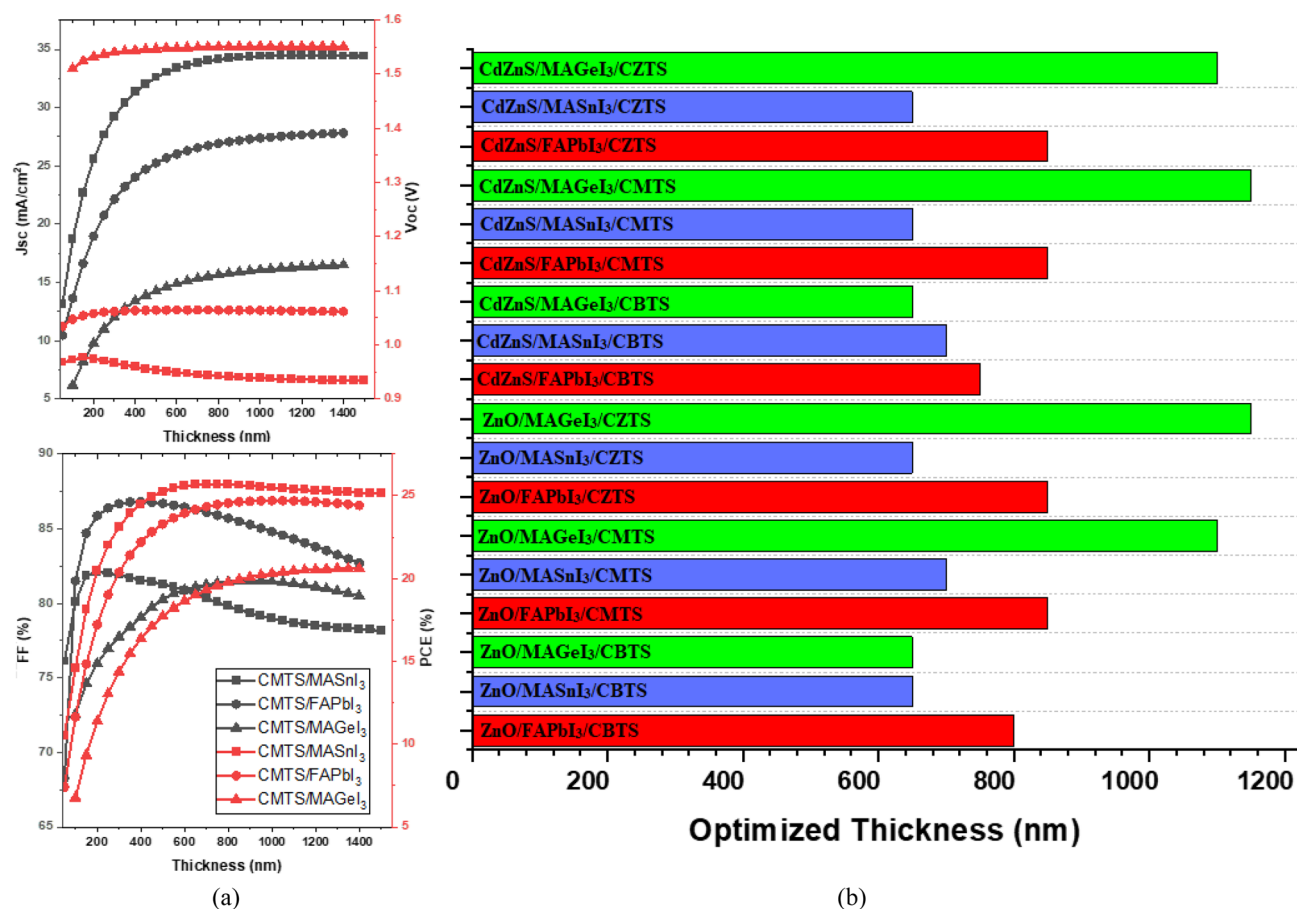 35
30
25
20
15
10
5
Jsc (mA/cm²)
1.6
1.5
1.4
1.3
1.2
1.1
1.0
0.9
Voc (V)
200 400 600 800 1000 1200 1400
Thickness (nm)
90
85
80
75
70
65
FF (%)
25
20
15
10
5
PCE (%)
CMTS/MASnI₃
CMTS/FAPbI₃
CMTS/MAGeI₃
CMTS/MASnI₃
CMTS/FAPbI₃
CMTS/MAGeI₃
200 400 600 800 1000 1200 1400
Thickness (nm)
(a)
CdZnS/MAGeI₃/CZTS
CdZnS/MASnI₃/CZTS
CdZnS/FAPbI₃/CZTS
CdZnS/MAGeI₃/CMTS
CdZnS/MASnI₃/CMTS
CdZnS/FAPbI₃/CMTS
CdZnS/MAGeI₃/CBTS
CdZnS/MASnI₃/CBTS
CdZnS/FAPbI₃/CBTS
ZnO/MAGeI₃/CZTS
ZnO/MASnI₃/CZTS
ZnO/FAPbI₃/CZTS
ZnO/MAGeI₃/CMTS
ZnO/MASnI₃/CMTS
ZnO/FAPbI₃/CMTS
ZnO/MAGeI₃/CBTS
ZnO/MASnI₃/CBTS
ZnO/FAPbI₃/CBTS
0 200 400 600 800 1000 1200
Optimized Thickness (nm)
(b)